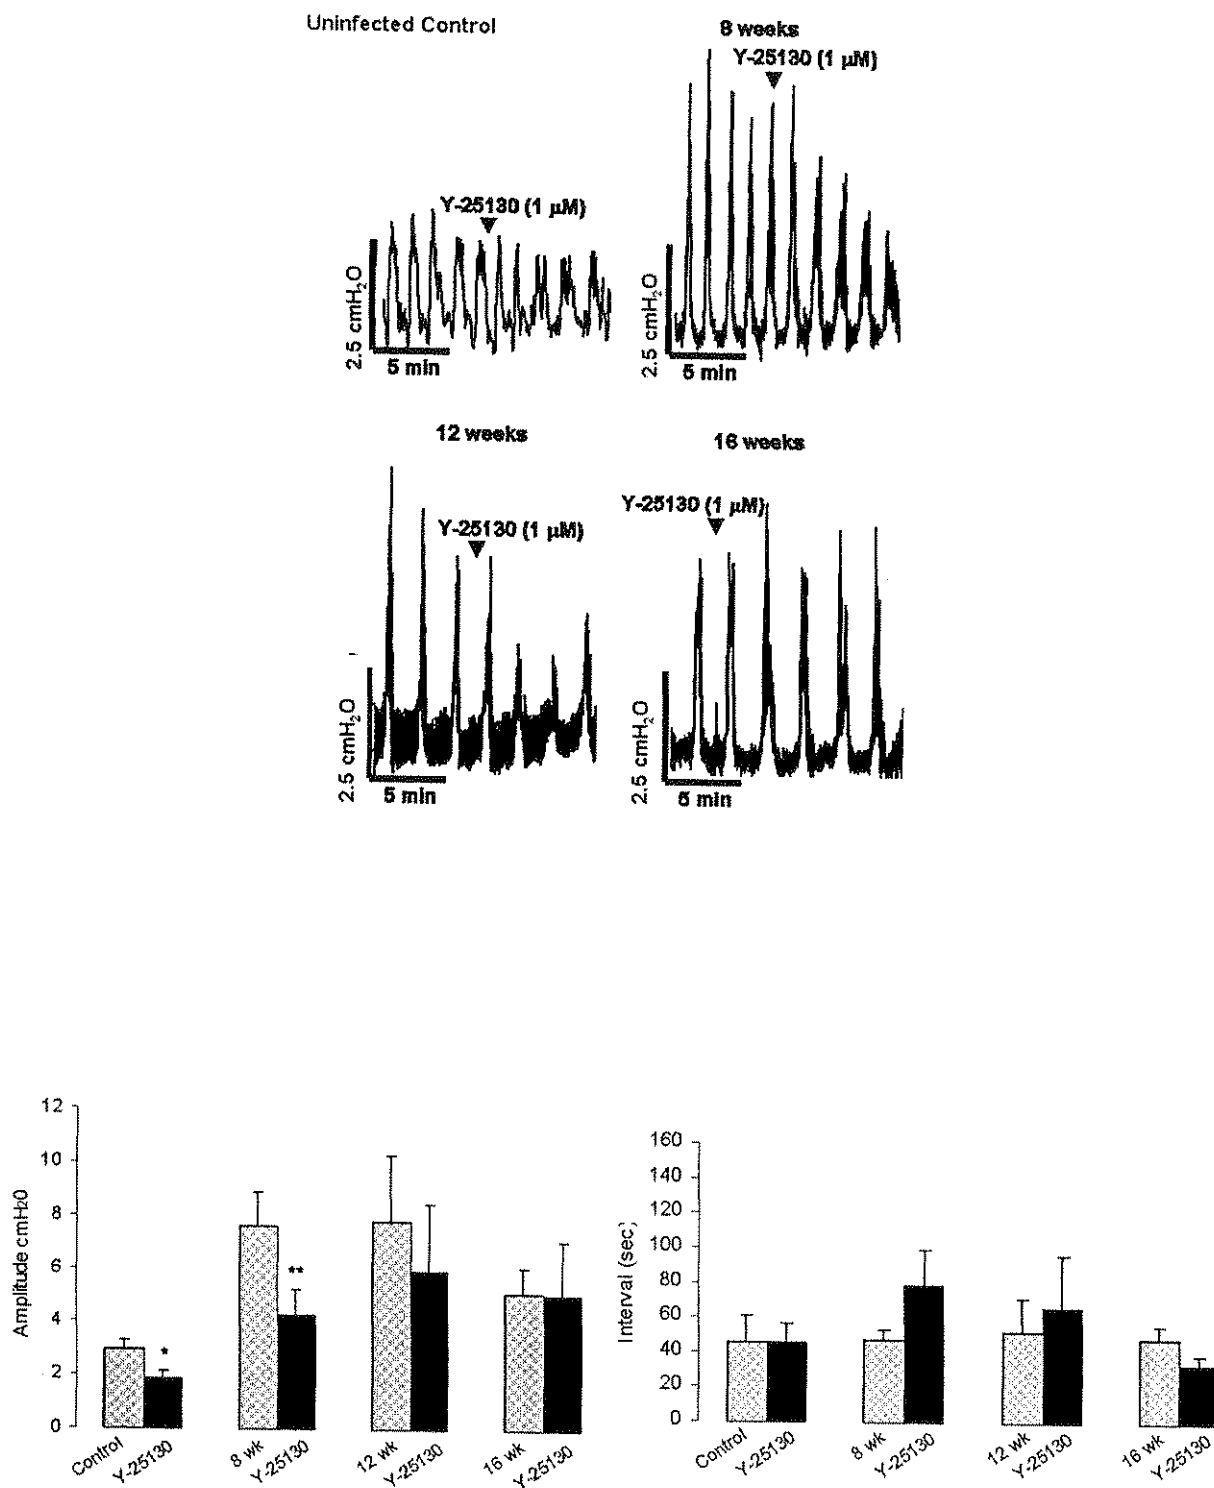 Uninfected Control
8 weeks
Y-25130 (1 µM)
Y-25130 (1 µM)
2.5 cmH₂O
5 min
2.5 cmH₂O
5 min
12 weeks
16 weeks
Y-25130 (1 µM)
Y-25130 (1 µM)
2.5 cmH₂O
5 min
2.5 cmH₂O
5 min
Amplitude cmH₂O
12
10
8
6
4
2
0
*
**
Control
Y-25130
8 wk
Y-25130
12 wk
Y-25130
16 wk
Y-25130
Interval (sec)
160
140
120
100
80
60
40
20
0
Control
Y-25130
8 wk
Y-25130
12 wk
Y-25130
16 wk
Y-25130